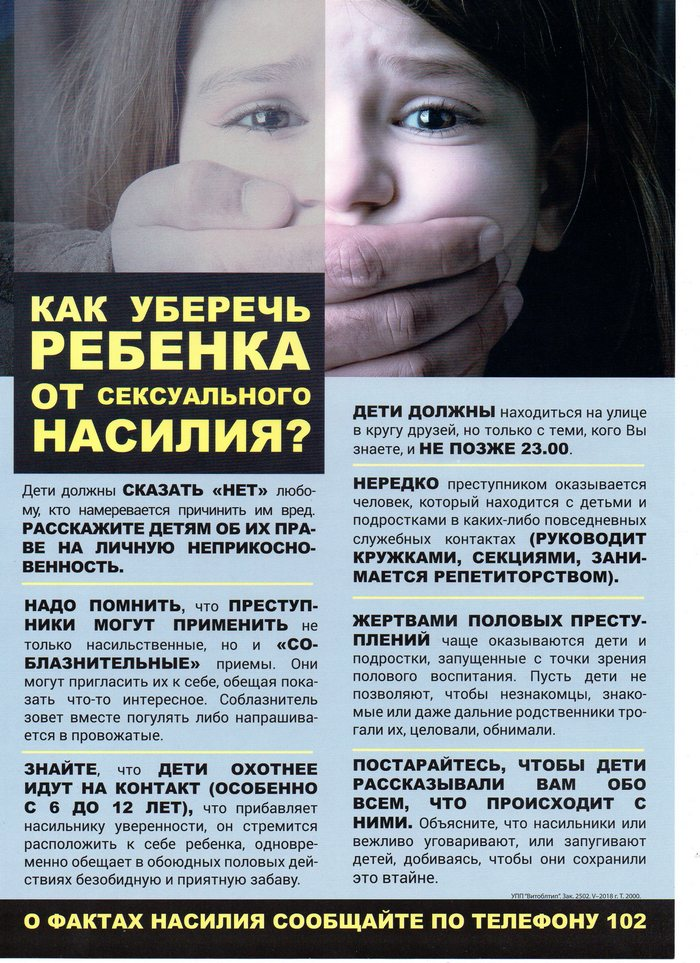 КАК УБЕРЕЧЬ
РЕБЕНКА
ОТ СЕКСУАЛЬНОГО
НАСИЛИЯ?
Дети должны СКАЗАТЬ «НЕТ» любо-
му, кто намеревается причинить им вред.
РАССКАЖИТЕ ДЕТЯМ ОБ ИХ ПРА-
ВЕ НА ЛИЧНУЮ НЕПРИКОСНО-
ВЕННОСТЬ.
НАДО ПОМНИТЬ, что ПРЕСТУП-
НИКИ МОГУТ ПРИМЕНИТЬ не
только насильственные, но и «СО-
БЛАЗНИТЕЛЬНЫЕ» приемы. Они
могут пригласить их к себе, обещая пока-
зать что-то интересное. Соблазнитель
зовет вместе погулять либо напрашива-
ется в провожатые.
ЗНАЙТЕ, что ДЕТИ ОХОТНЕЕ
ИДУТ НА КОНТАКТ (ОСОБЕННО
С 6 ДО 12 ЛЕТ), что прибавляет
насильнику уверенности, он стремится
расположить к себе ребенка, одновре-
менно обещает в обоюдных половых дей-
ствиях безобидную и приятную забаву.
ДЕТИ ДОЛЖНЫ находиться на улице
в кругу друзей, но только с теми, кого Вы
знаете, и НЕ ПОЗЖЕ 23.00.
НЕРЕДКО преступником оказывается
человек, который находится с детьми и
подростками в каких-либо повседневных
служебных контактах (РУКОВОДИТ
КРУЖКАМИ, СЕКЦИЯМИ, ЗАНИ-
МАЕТСЯ РЕПЕТИТОРСТВОМ).
ЖЕРТВАМИ ПОЛОВЫХ ПРЕСТУ-
ПЛЕНИЙ чаще оказываются дети и
подростки, запущенные с точки зрения
полового воспитания. Пусть дети не
позволяют, чтобы незнакомцы, знако-
мые или даже дальние родственники тро-
гали их, целовали, обнимали.
ПОСТАРАЙТЕСЬ, ЧТОБЫ ДЕТИ
РАССКАЗЫВАЛИ ВАМ ОБО
ВСЕМ, ЧТО ПРОИСХОДИТ С
НИМИ. Объясните, что насильники или
вежливо уговаривают, или запугивают
детей, добиваясь, чтобы они сохранили
это втайне.
УПП "Витоблтип". Зак. 2502. V–2018 г. Т. 2000.
О ФАКТАХ НАСИЛИЯ СООБЩАЙТЕ ПО ТЕЛЕФОНУ 102